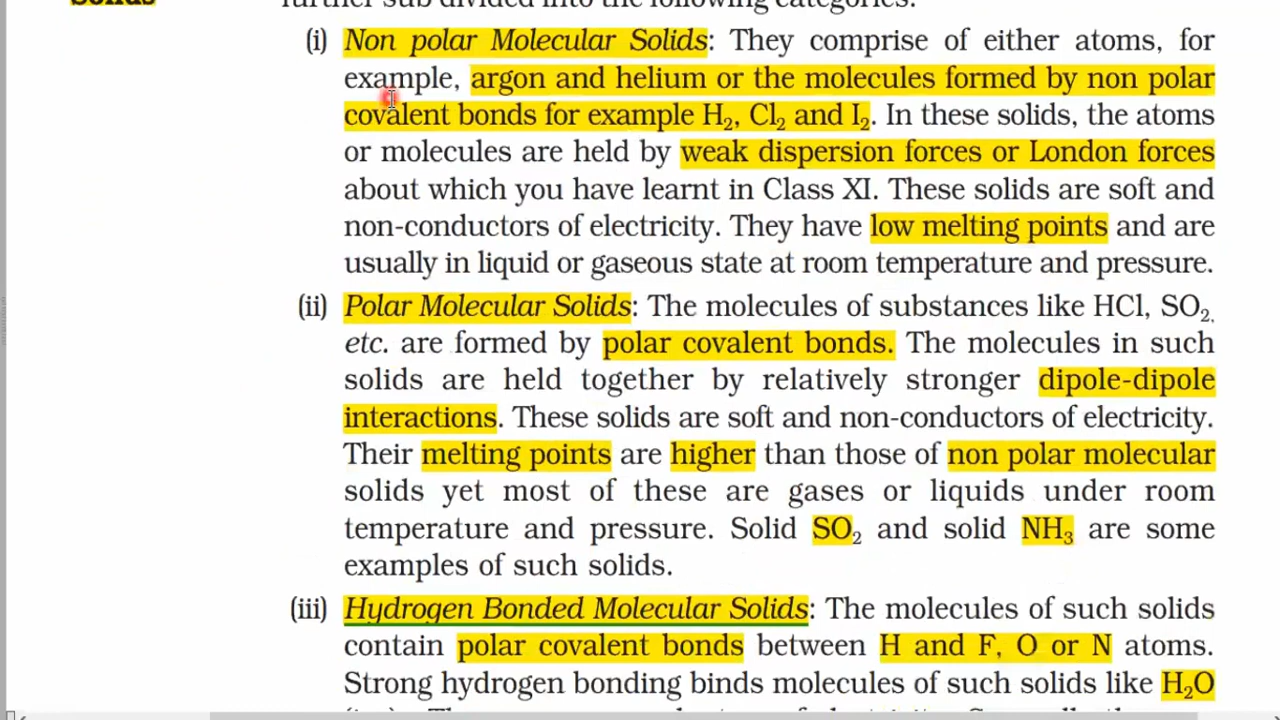 Solids
further sub divided into the following categories:
(i) Non polar Molecular Solids: They comprise of either atoms, for
example, argon and helium or the molecules formed by non polar
covalent bonds for example H₂, Cl₂ and I₂. In these solids, the atoms
or molecules are held by weak dispersion forces or London forces
about which you have learnt in Class XI. These solids are soft and
non-conductors of electricity. They have low melting points and are
usually in liquid or gaseous state at room temperature and pressure.
(ii) Polar Molecular Solids: The molecules of substances like HCl, SO₂,
etc. are formed by polar covalent bonds. The molecules in such
solids are held together by relatively stronger dipole-dipole
interactions. These solids are soft and non-conductors of electricity.
Their melting points are higher than those of non polar molecular
solids yet most of these are gases or liquids under room
temperature and pressure. Solid SO₂ and solid NH₃ are some
examples of such solids.
(iii) Hydrogen Bonded Molecular Solids: The molecules of such solids
contain polar covalent bonds between H and F, O or N atoms.
Strong hydrogen bonding binds molecules of such solids like H₂O